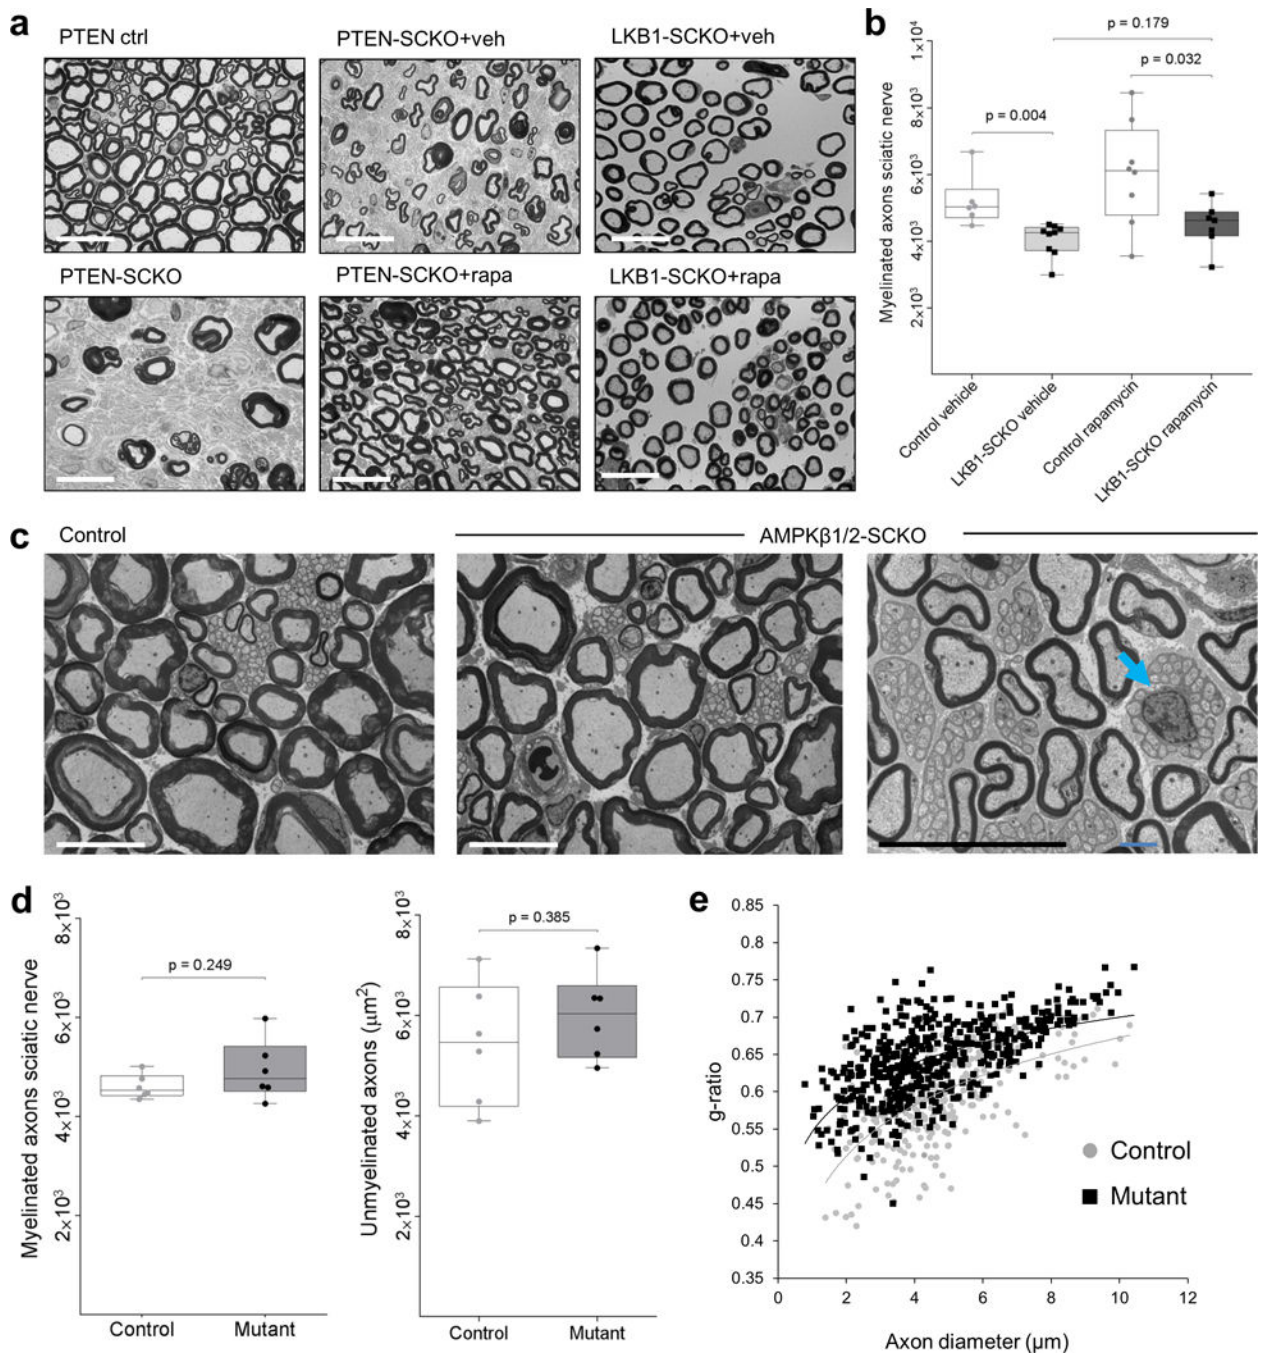 a
PTEN ctrl
PTEN-SCKO+veh
LKB1-SCKO+veh
PTEN-SCKO
PTEN-SCKO+rapa
LKB1-SCKO+rapa
b
p = 0.179
p = 0.032
p = 0.004
Myelinated axons sciatic nerve
1×10⁴
8×10³
6×10³
4×10³
2×10³
Control vehicle
LKB1-SCKO vehicle
Control rapamycin
LKB1-SCKO rapamycin
c
Control
AMPKβ1/2-SCKO
d
Myelinated axons sciatic nerve
8×10³
6×10³
4×10³
2×10³
p = 0.249
Control
Mutant
Unmyelinated axons (μm²)
8×10³
6×10³
4×10³
2×10³
p = 0.385
Control
Mutant
e
g-ratio
0.85
0.8
0.75
0.7
0.65
0.6
0.55
0.5
0.45
0.4
0.35
Control
Mutant
0 2 4 6 8 10 12
Axon diameter (μm)